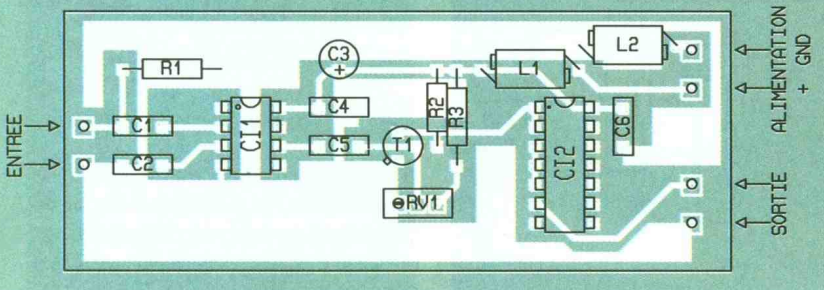 L2
ALIMENTATION
+ GND
C3
+
R1
L1
R2
R3
C4
C1
CI1
C6
ENTREE
C5
T1
CI2
C2
RV1
SORTIE